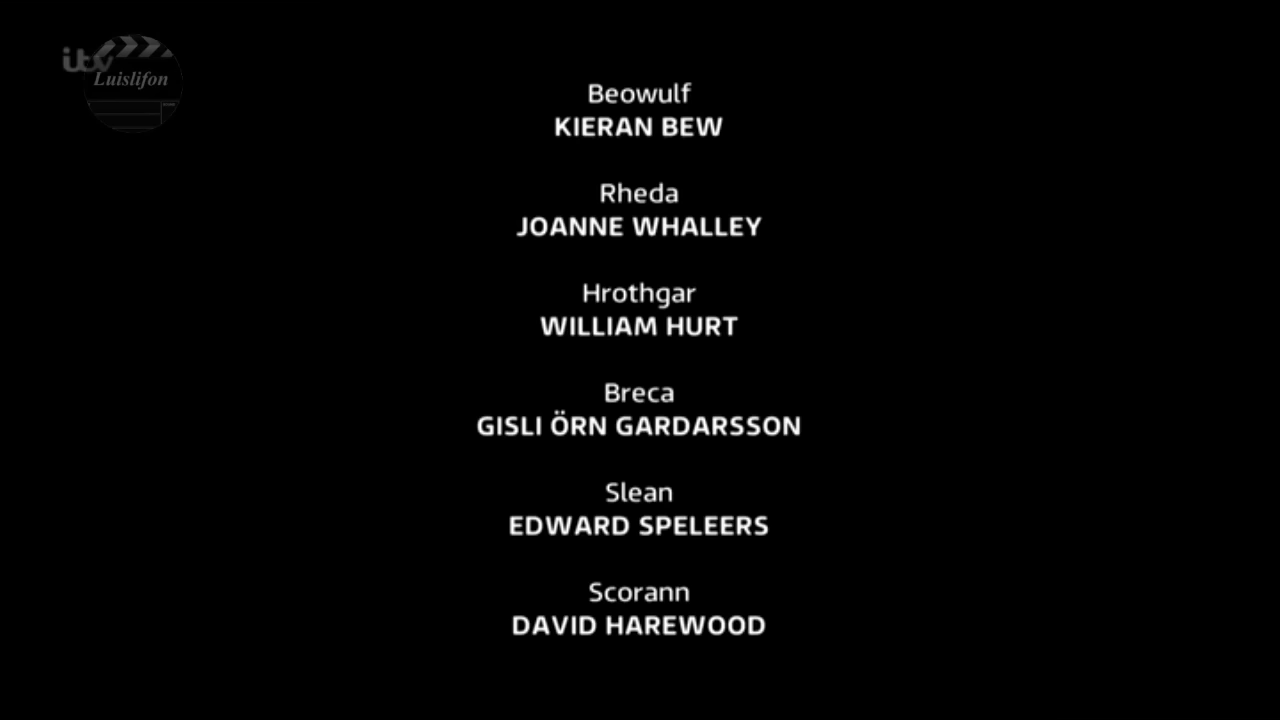 itv
Luislifon
Beowulf
KIERAN BEW
Rheda
JOANNE WHALLEY
Hrothgar
WILLIAM HURT
Breca
GISLI ÖRN GARDARSSON
Slean
EDWARD SPELEERS
Scorann
DAVID HAREWOOD